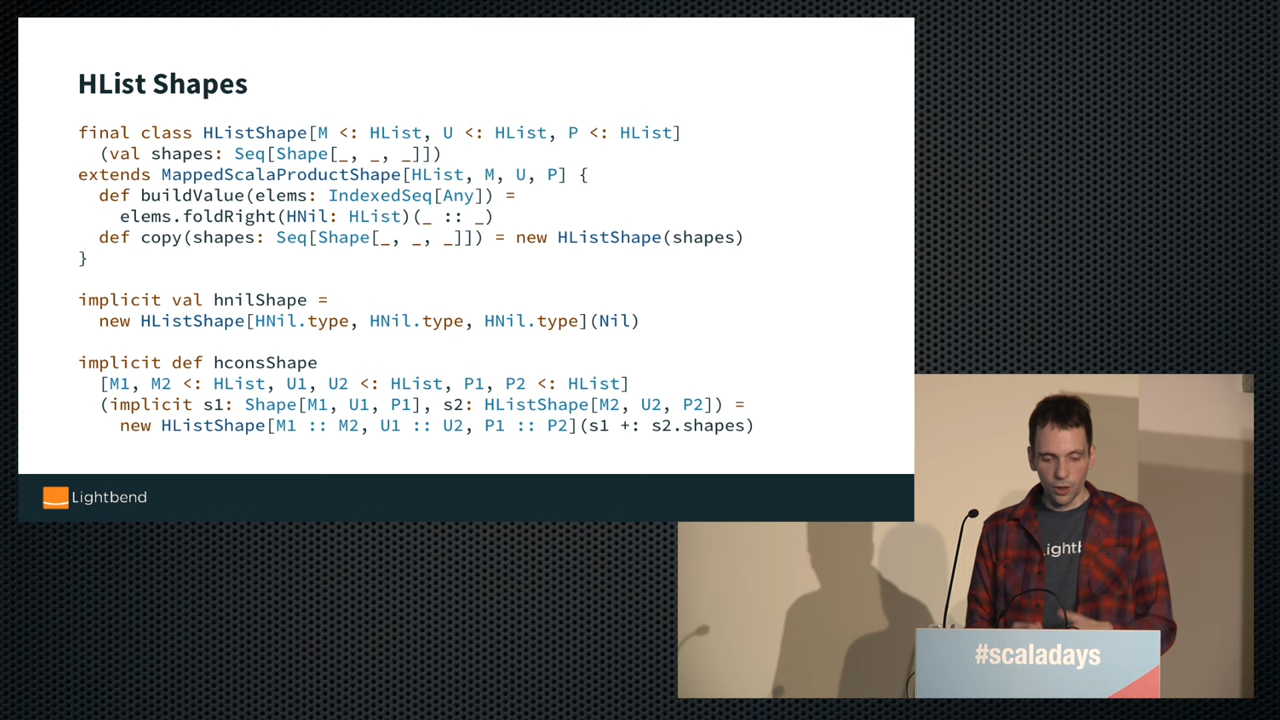 HList Shapes
final class HListShape[M <: HList, U <: HList, P <: HList]
(val shapes: Seq[Shape[_, _, _]])
extends MappedScalaProductShape[HList, M, U, P] {
def buildValue(elems: IndexedSeq[Any]) =
elems.foldRight(HNil: HList)(_ :: _)
def copy(shapes: Seq[Shape[_, _, _]]) = new HListShape(shapes)
}
implicit val hnilShape =
new HListShape[HNil.type, HNil.type, HNil.type](Nil)
implicit def hconsShape
[M1, M2 <: HList, U1, U2 <: HList, P1, P2 <: HList]
(implicit s1: Shape[M1, U1, P1], s2: HListShape[M2, U2, P2]) =
new HListShape[M1 :: M2, U1 :: U2, P1 :: P2](s1 +: s2.shapes)
Lightbend
Light
#scaladays